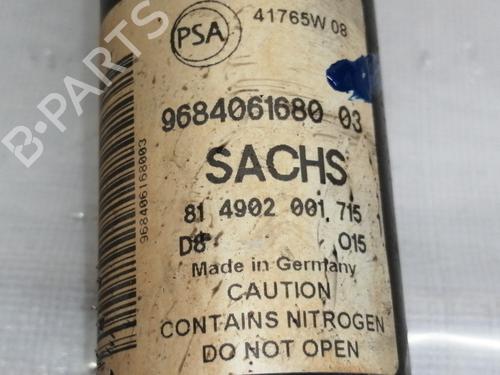 PSA
41765W 08
9684061680 03
SACHS
81 4902 001 715
D8 015
Made in Germany
CAUTION
CONTAINS NITROGEN
DO NOT OPEN
968406168003
B-PARTS